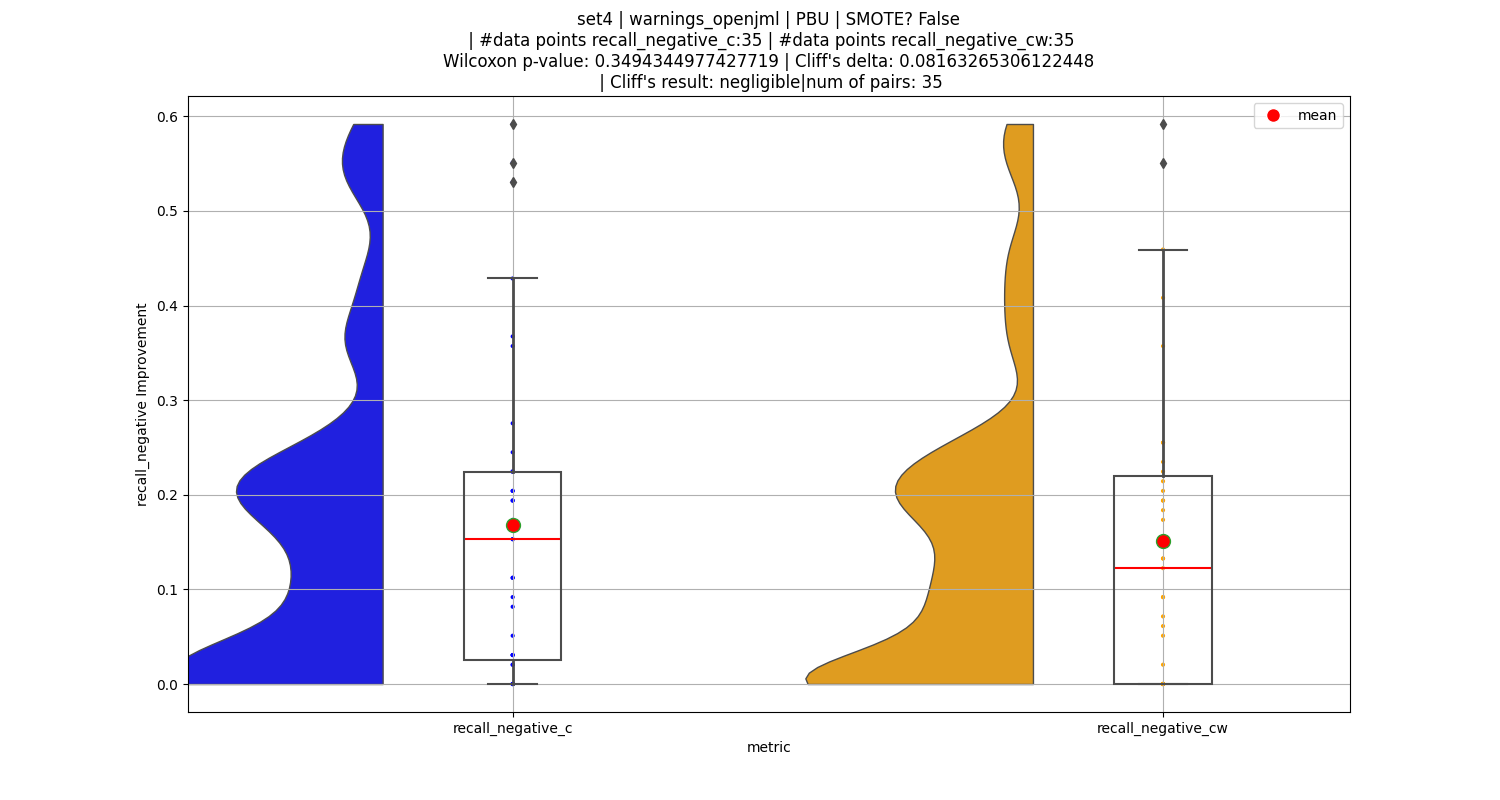 set4 | warnings_openjml | PBU | SMOTE? False
| #data points recall_negative_c:35 | #data points recall_negative_cw:35
Wilcoxon p-value: 0.3494344977427719 | Cliff's delta: 0.08163265306122448
| Cliff's result: negligible|num of pairs: 35
mean
recall_negative Improvement
0.6
0.5
0.4
0.3
0.2
0.1
0.0
recall_negative_c
recall_negative_cw
metric